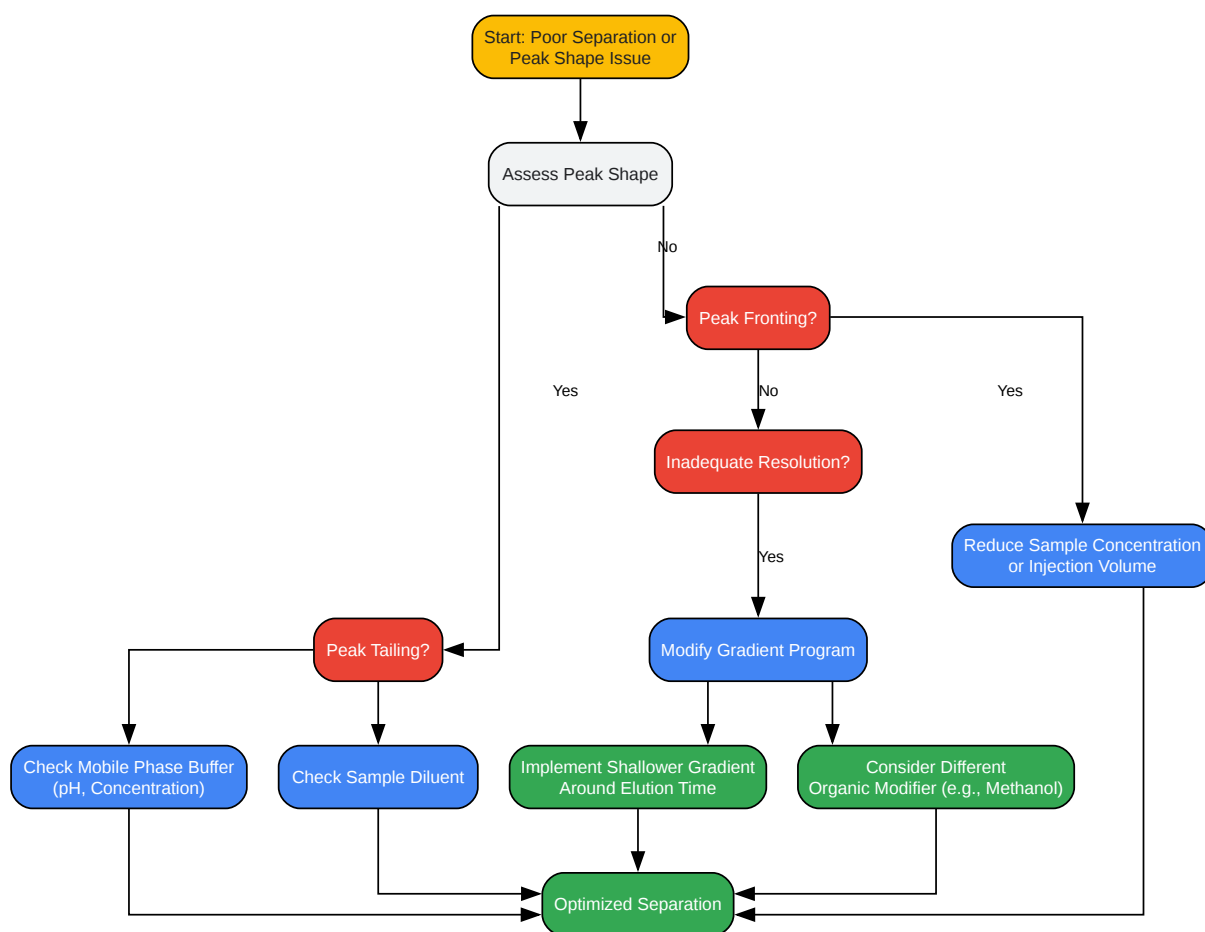 Start: Poor Separation or
Peak Shape Issue
Assess Peak Shape
No
Peak Fronting?
Yes
No
Yes
Inadequate Resolution?
Reduce Sample Concentration
or Injection Volume
Yes
Peak Tailing?
Modify Gradient Program
Check Mobile Phase Buffer
(pH, Concentration)
Check Sample Diluent
Implement Shallower Gradient
Around Elution Time
Consider Different
Organic Modifier (e.g., Methanol)
Optimized Separation